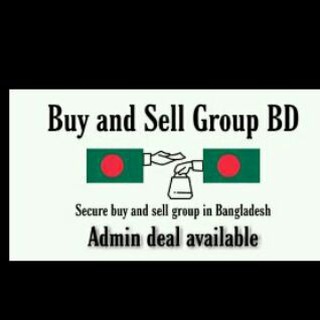 Buy and Sell Group BD
Secure buy and sell group in Bangladesh
Admin deal available